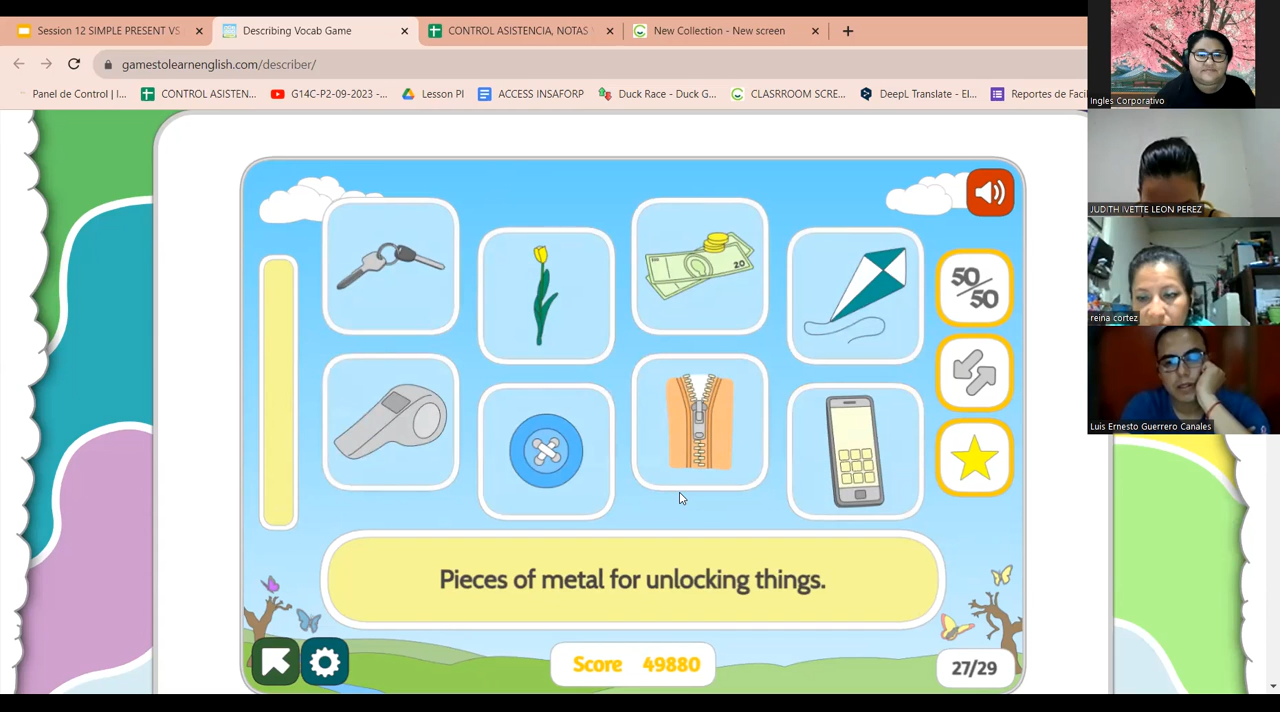 Session 12 SIMPLE PRESENT VS
Describing Vocab Game
CONTROL ASISTENCIA, NOTAS
New Collection - New screen
gamestolearnenglish.com/describer/
Panel de Control | I...
CONTROL ASISTEN...
G14C-P2-09-2023 -...
Lesson Pl
ACCESS INSAFORP
Duck Race - Duck G...
CLASRROOM SCRE...
DeepL Translate - El...
Reportes de Facil
Ingles Corporativo
JUDITH IVETTE LEON PEREZ
reina cortez
Luis Ernesto Guerrero Canales
20
50
50
Pieces of metal for unlocking things.
Score 49880
27/29